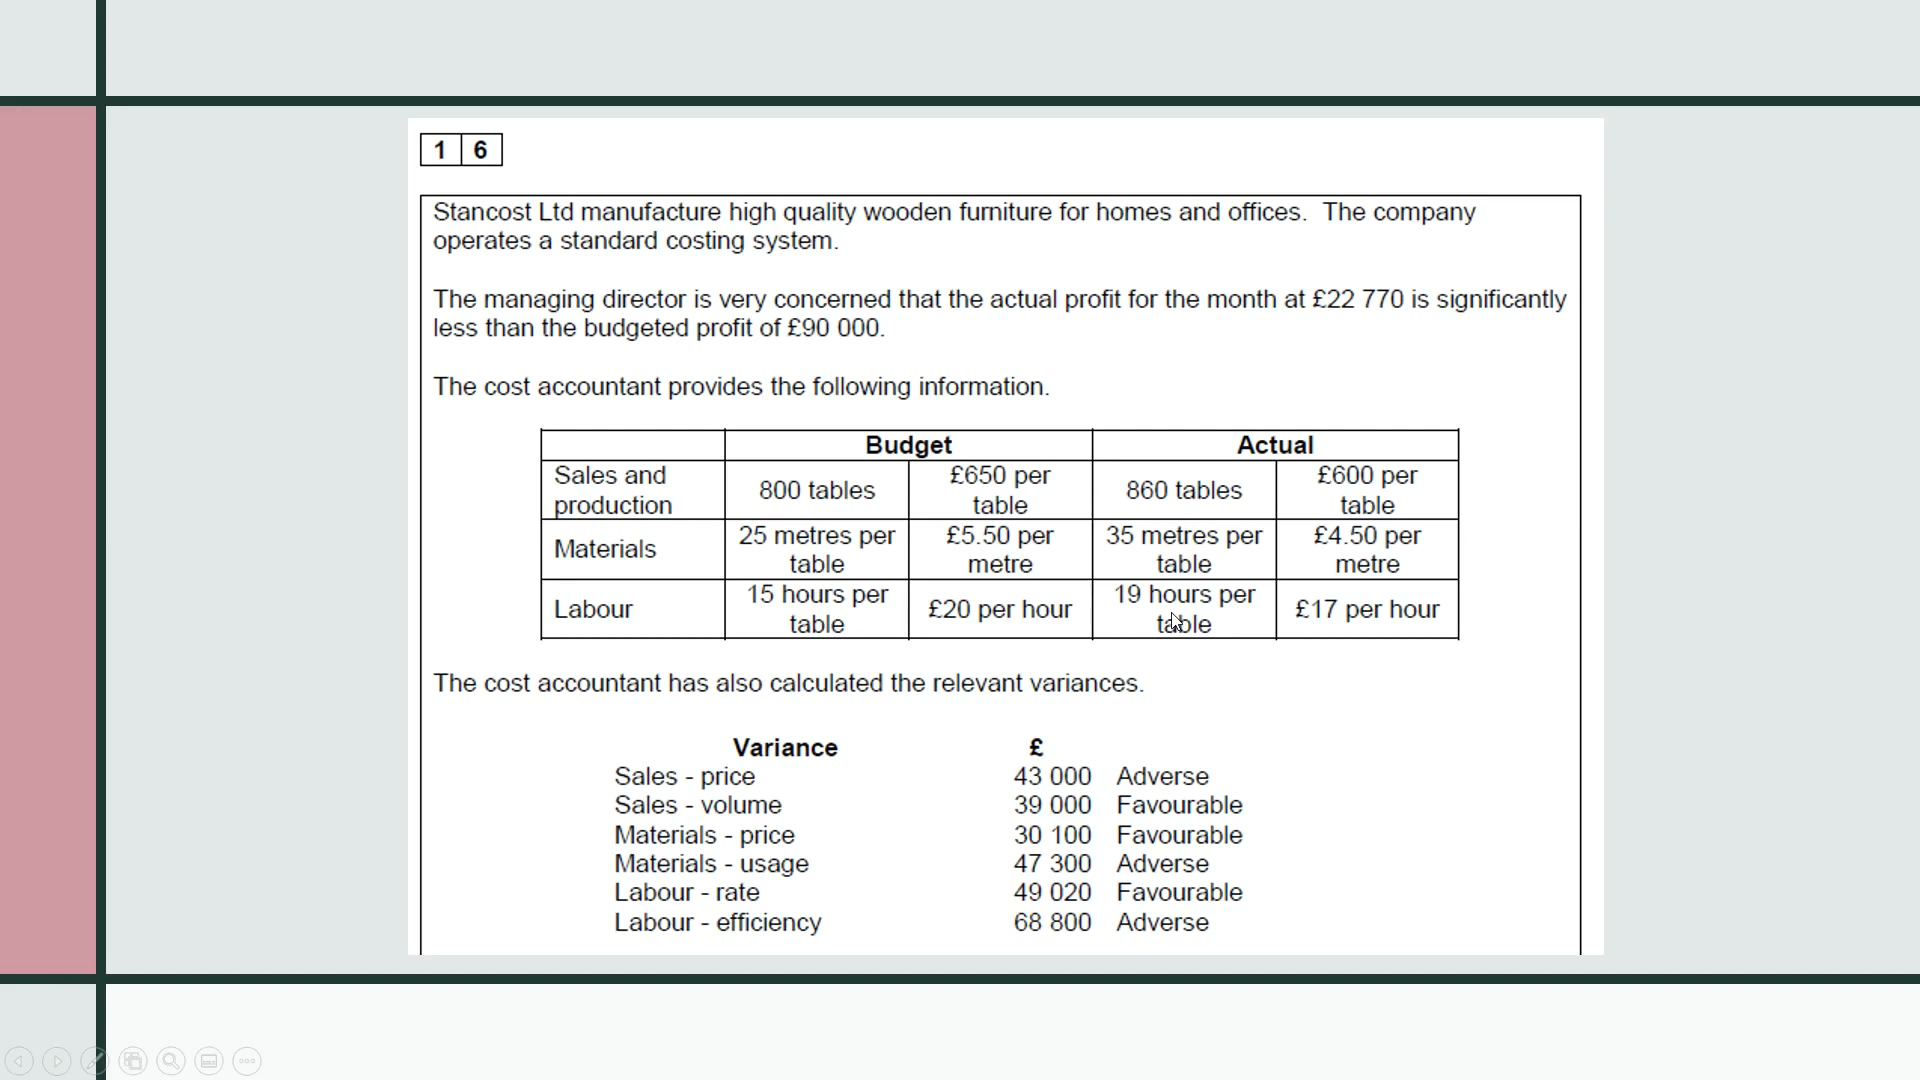 1 6
Stancost Ltd manufacture high quality wooden furniture for homes and offices. The company
operates a standard costing system.
The managing director is very concerned that the actual profit for the month at £22 770 is significantly
less than the budgeted profit of £90 000.
The cost accountant provides the following information.
Budget Actual
Sales and production 800 tables £650 per table 860 tables £600 per table
Materials 25 metres per table £5.50 per metre 35 metres per table £4.50 per metre
Labour 15 hours per table £20 per hour 19 hours per table £17 per hour
The cost accountant has also calculated the relevant variances.
Variance £
Sales - price 43 000 Adverse
Sales - volume 39 000 Favourable
Materials - price 30 100 Favourable
Materials - usage 47 300 Adverse
Labour - rate 49 020 Favourable
Labour - efficiency 68 800 Adverse